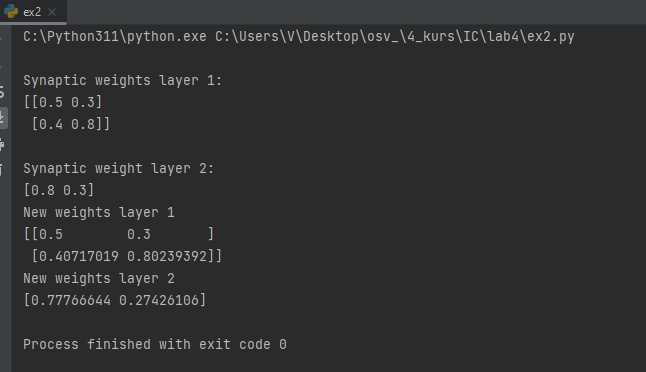 ex2
C:\Python311\python.exe C:\Users\V\Desktop\osv_\4_kurs\IC\lab4\ex2.py
Synaptic weights layer 1:
[[0.5 0.3]
 [0.4 0.8]]
Synaptic weight layer 2:
[0.8 0.3]
New weights layer 1
[[0.5        0.3       ]
 [0.40717019 0.80239392]]
New weights layer 2
[0.77766644 0.27426106]
Process finished with exit code 0